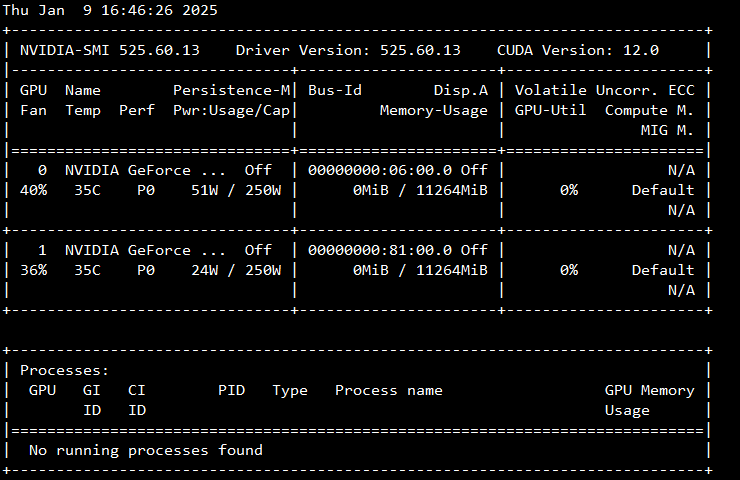 Thu Jan  9 16:46:26 2025
+-----------------------------------------------------------------------------+
| NVIDIA-SMI 525.60.13    Driver Version: 525.60.13    CUDA Version: 12.0     |
|-------------------------------+----------------------+----------------------+
| GPU  Name        Persistence-M| Bus-Id        Disp.A | Volatile Uncorr. ECC |
| Fan  Temp  Perf  Pwr:Usage/Cap|         Memory-Usage | GPU-Util  Compute M. |
|                               |                      |               MIG M. |
|===============================+======================+======================|
|   0  NVIDIA GeForce ...  Off  | 00000000:06:00.0 Off |                  N/A |
| 40%   35C    P0    51W / 250W |      0MiB / 11264MiB |      0%      Default |
|                               |                      |                  N/A |
+-------------------------------+----------------------+----------------------+
|   1  NVIDIA GeForce ...  Off  | 00000000:81:00.0 Off |                  N/A |
| 36%   35C    P0    24W / 250W |      0MiB / 11264MiB |      0%      Default |
|                               |                      |                  N/A |
+-------------------------------+----------------------+----------------------+

+-----------------------------------------------------------------------------+
| Processes:                                                                  |
|  GPU   GI   CI        PID   Type   Process name                  GPU Memory |
|        ID   ID                                                   Usage      |
|=============================================================================|
|  No running processes found                                                 |
+-----------------------------------------------------------------------------+